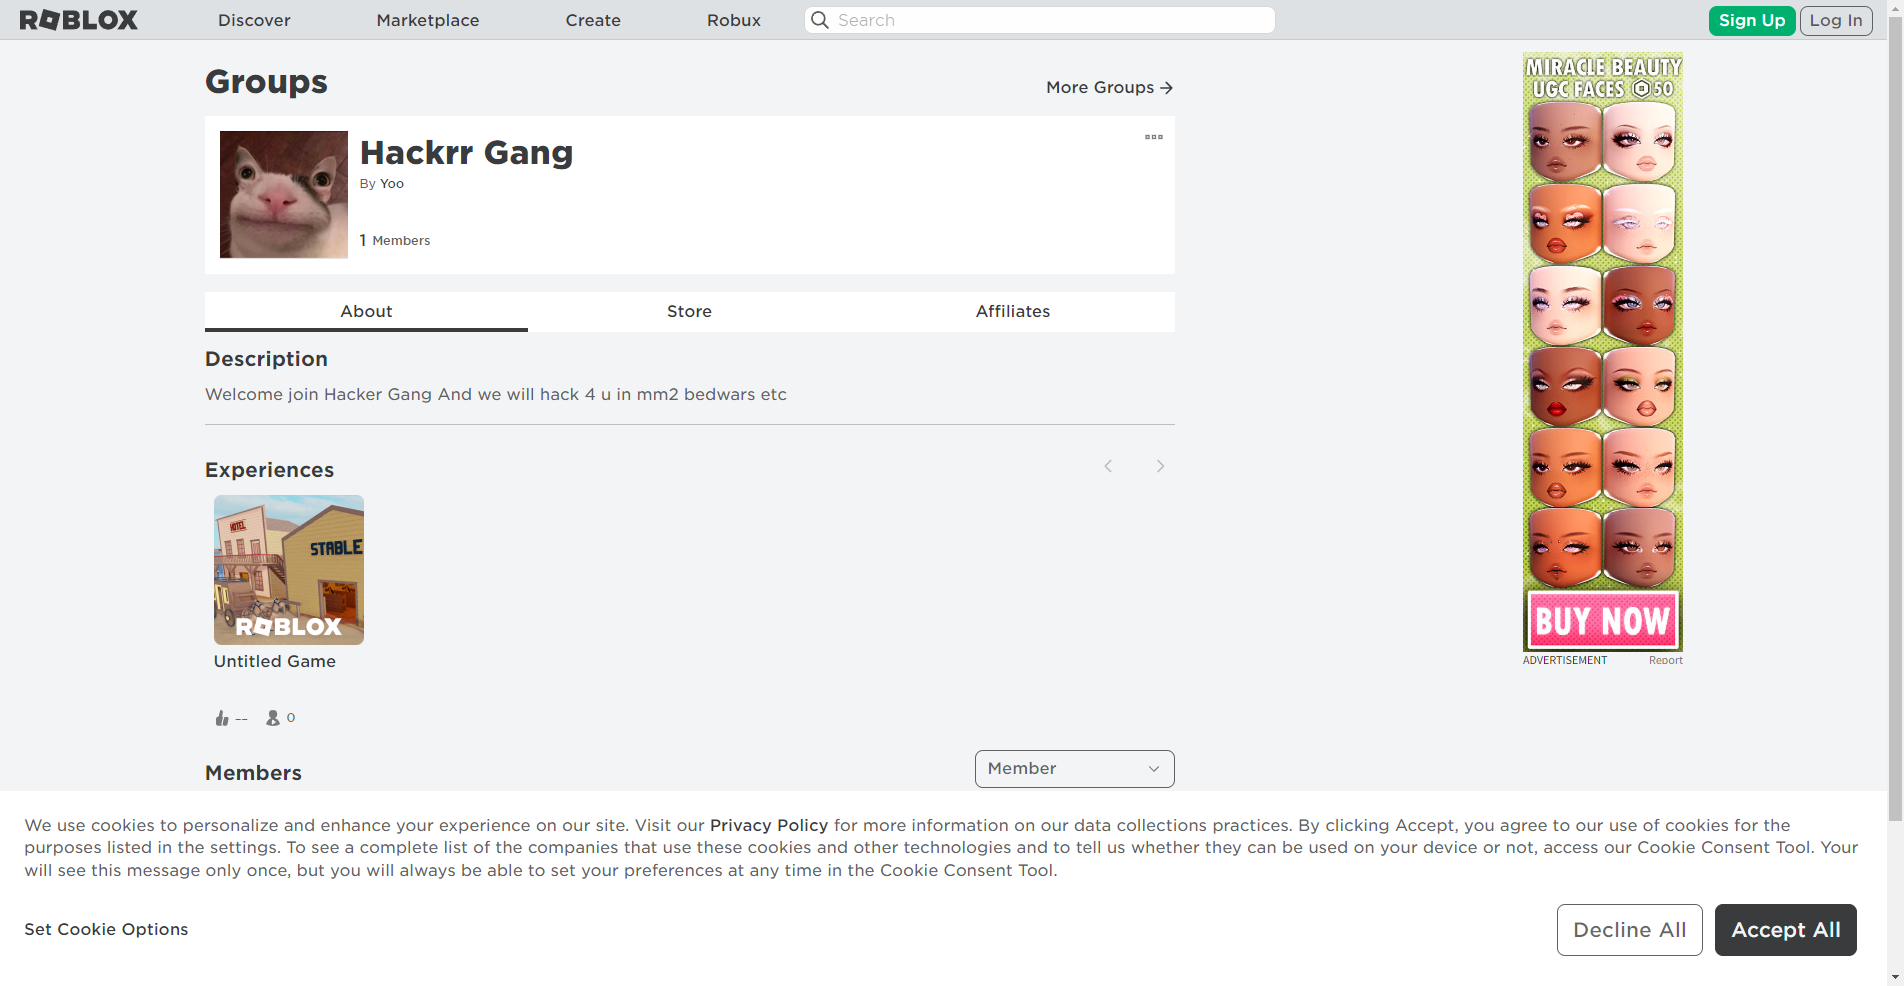 ROBLOX
Discover
Marketplace
Create
Robux
Search
Sign Up
Log In
Groups
More Groups →
Hackrr Gang
By Yoo
1 Members
About
Store
Affiliates
Description
Welcome join Hacker Gang And we will hack 4 u in mm2 bedwars etc
Experiences
HOTEL
STABLE
ROBLOX
Untitled Game
--
0
Members
Member
MIRACLE BEAUTY
UGC FACES 50
BUY NOW
ADVERTISEMENT
Report
We use cookies to personalize and enhance your experience on our site. Visit our Privacy Policy for more information on our data collections practices. By clicking Accept, you agree to our use of cookies for the
purposes listed in the settings. To see a complete list of the companies that use these cookies and other technologies and to tell us whether they can be used on your device or not, access our Cookie Consent Tool. Your
will see this message only once, but you will always be able to set your preferences at any time in the Cookie Consent Tool.
Set Cookie Options
Decline All
Accept All